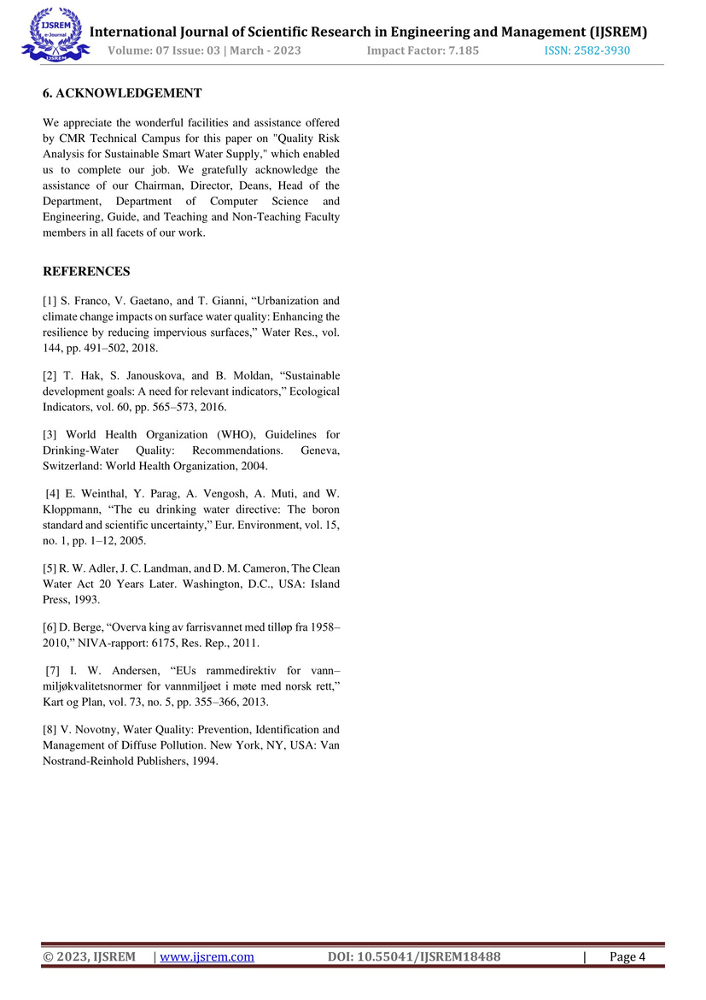 IJSREM
e-Journal
IJSREM
International Journal of Scientific Research in Engineering and Management (IJSREM)
Volume: 07 Issue: 03 | March - 2023 Impact Factor: 7.185 ISSN: 2582-3930
6. ACKNOWLEDGEMENT
We appreciate the wonderful facilities and assistance offered
by CMR Technical Campus for this paper on "Quality Risk
Analysis for Sustainable Smart Water Supply," which enabled
us to complete our job. We gratefully acknowledge the
assistance of our Chairman, Director, Deans, Head of the
Department, Department of Computer Science and
Engineering, Guide, and Teaching and Non-Teaching Faculty
members in all facets of our work.
REFERENCES
[1] S. Franco, V. Gaetano, and T. Gianni, “Urbanization and
climate change impacts on surface water quality: Enhancing the
resilience by reducing impervious surfaces,” Water Res., vol.
144, pp. 491–502, 2018.
[2] T. Hak, S. Janouskova, and B. Moldan, “Sustainable
development goals: A need for relevant indicators,” Ecological
Indicators, vol. 60, pp. 565–573, 2016.
[3] World Health Organization (WHO), Guidelines for
Drinking-Water Quality: Recommendations. Geneva,
Switzerland: World Health Organization, 2004.
[4] E. Weinthal, Y. Parag, A. Vengosh, A. Muti, and W.
Kloppmann, “The eu drinking water directive: The boron
standard and scientific uncertainty,” Eur. Environment, vol. 15,
no. 1, pp. 1–12, 2005.
[5] R. W. Adler, J. C. Landman, and D. M. Cameron, The Clean
Water Act 20 Years Later. Washington, D.C., USA: Island
Press, 1993.
[6] D. Berge, “Overva king av farrisvannet med tilløp fra 1958–
2010,” NIVA-rapport: 6175, Res. Rep., 2011.
[7] I. W. Andersen, “EUs rammedirektiv for vann–
miljøkvalitetsnormer for vannmiljøet i møte med norsk rett,”
Kart og Plan, vol. 73, no. 5, pp. 355–366, 2013.
[8] V. Novotny, Water Quality: Prevention, Identification and
Management of Diffuse Pollution. New York, NY, USA: Van
Nostrand-Reinhold Publishers, 1994.
© 2023, IJSREM | www.ijsrem.com DOI: 10.55041/IJSREM18488 | Page 4